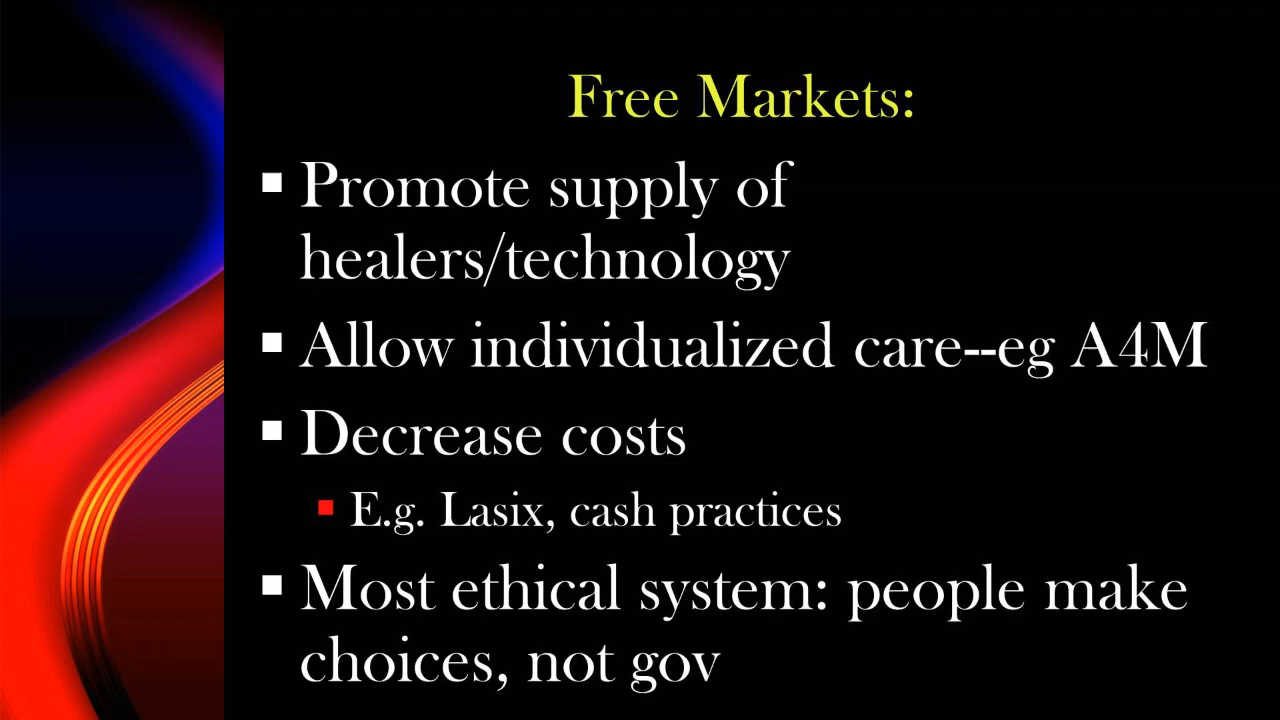 Free Markets:
Promote supply of
healers/technology
Allow individualized care--eg A4M
Decrease costs
E.g. Lasix, cash practices
Most ethical system: people make
choices, not gov